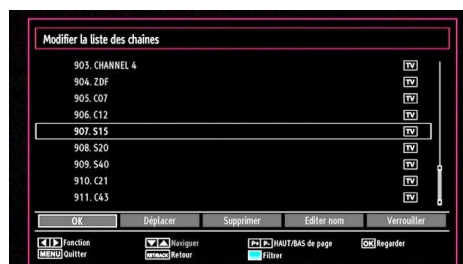 Modifier la liste des chaînes
903. CHANNEL 4 TV
904. ZDF TV
905. C07 TV
906. C12 TV
907. S15 TV
908. S20 TV
909. S40 TV
910. C21 TV
911. C43 TV
OK Déplacer Supprimer Editer nom Verrouiller
Fonction Naviguer P+ P- HAUT/BAS de page OK Regarder
MENU Quitter RET/BACK Retour Filtrer